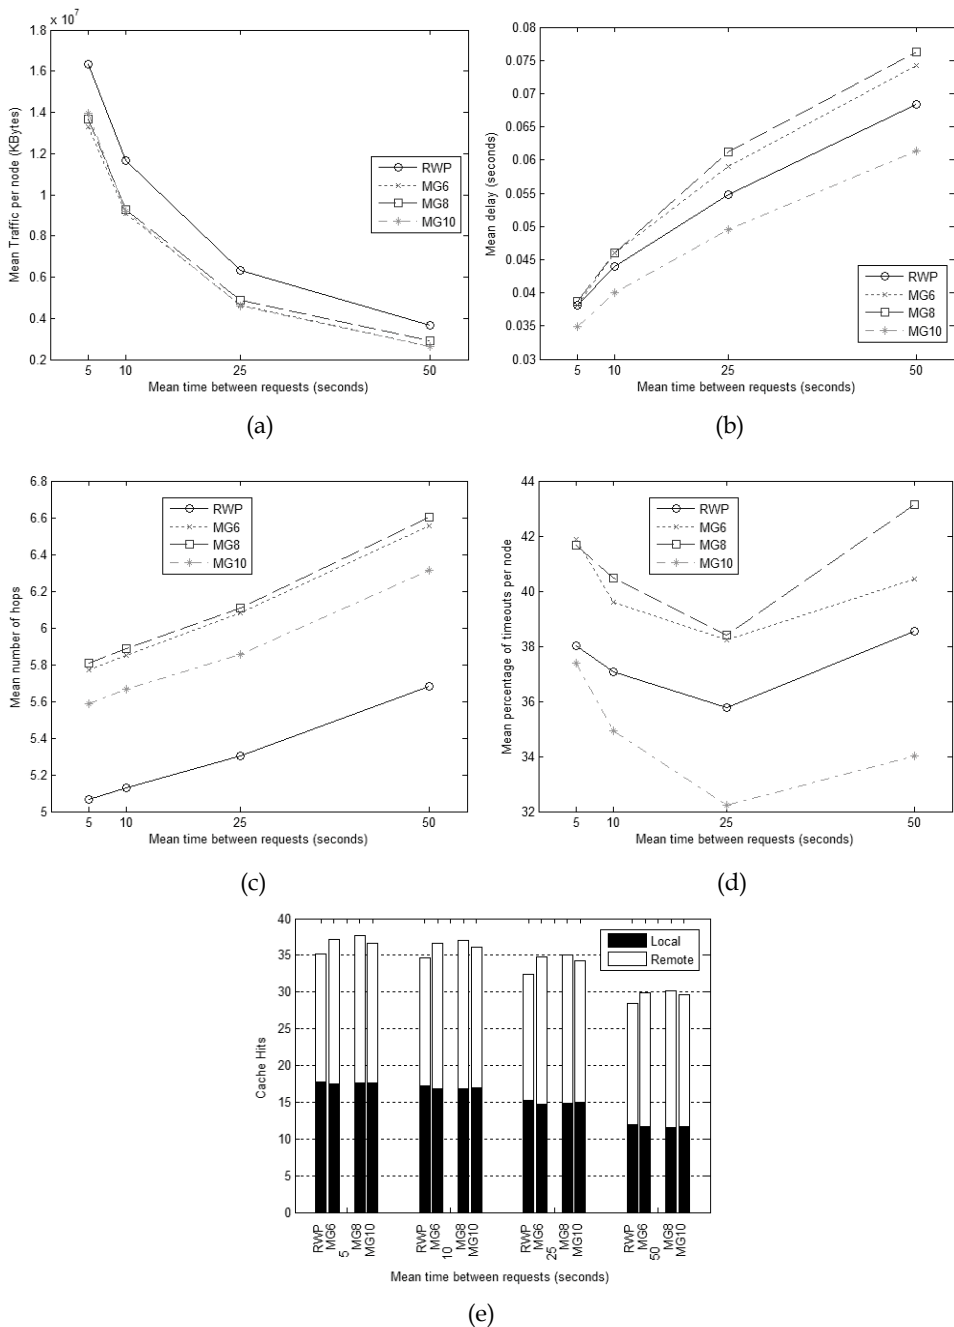 x 10⁷
1.8
1.6
1.4
1.2
1
0.8
0.6
0.4
0.2
Mean Traffic per node (KBytes)
RWP
MG6
MG8
MG10
5 10 25 50
Mean time between requests (seconds)
(a)
0.08
0.075
0.07
0.065
0.06
0.055
0.05
0.045
0.04
0.035
0.03
Mean delay (seconds)
RWP
MG6
MG8
MG10
5 10 25 50
Mean time between requests (seconds)
(b)
6.8
6.6
6.4
6.2
6
5.8
5.6
5.4
5.2
5
Mean number of hops
RWP
MG6
MG8
MG10
5 10 25 50
Mean time between requests (seconds)
(c)
44
42
40
38
36
34
32
Mean percentage of timeouts per node
RWP
MG6
MG8
MG10
5 10 25 50
Mean time between requests (seconds)
(d)
40
35
30
25
20
15
10
5
0
Cache Hits
Local
Remote
RWP MG6 5 MG8 MG10 RWP MG6 10 MG8 MG10 RWP MG6 25 MG8 MG10 RWP MG6 50 MG8 MG10
Mean time between requests (seconds)
(e)